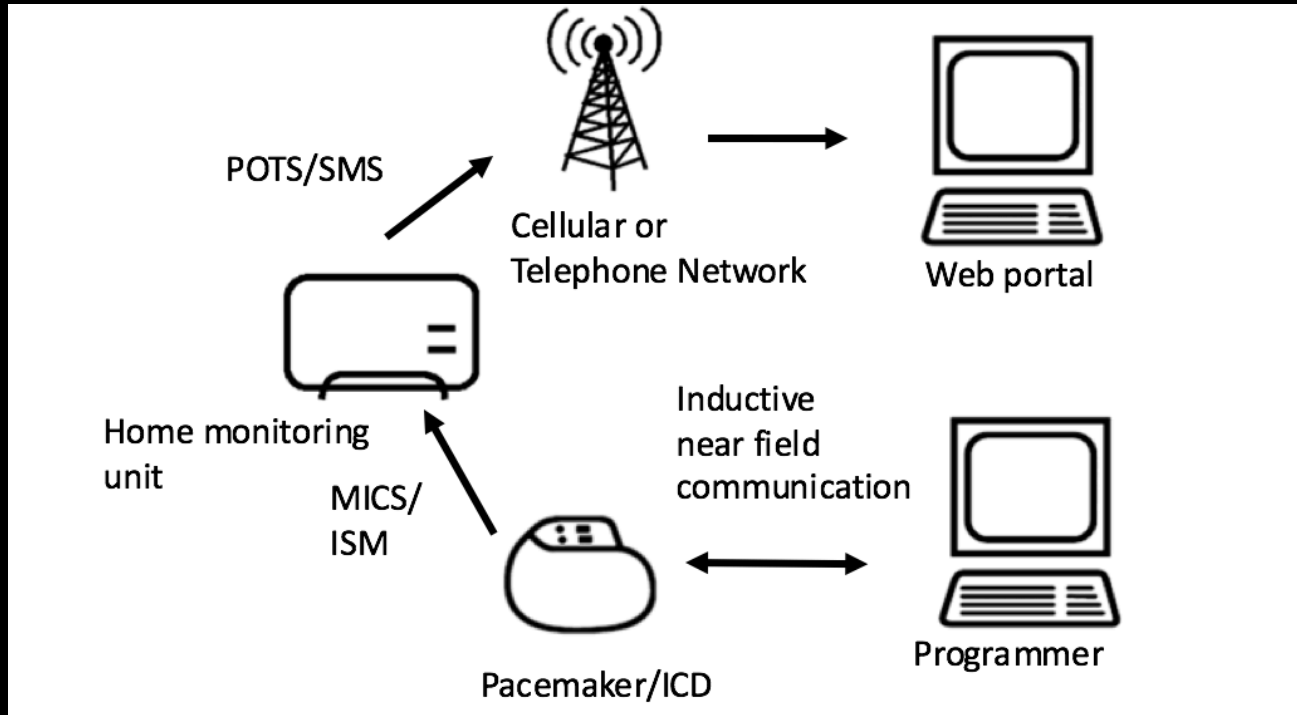 POTS/SMS
Cellular or
Telephone Network
Web portal
Home monitoring
unit
MICS/
ISM
Inductive
near field
communication
Pacemaker/ICD
Programmer